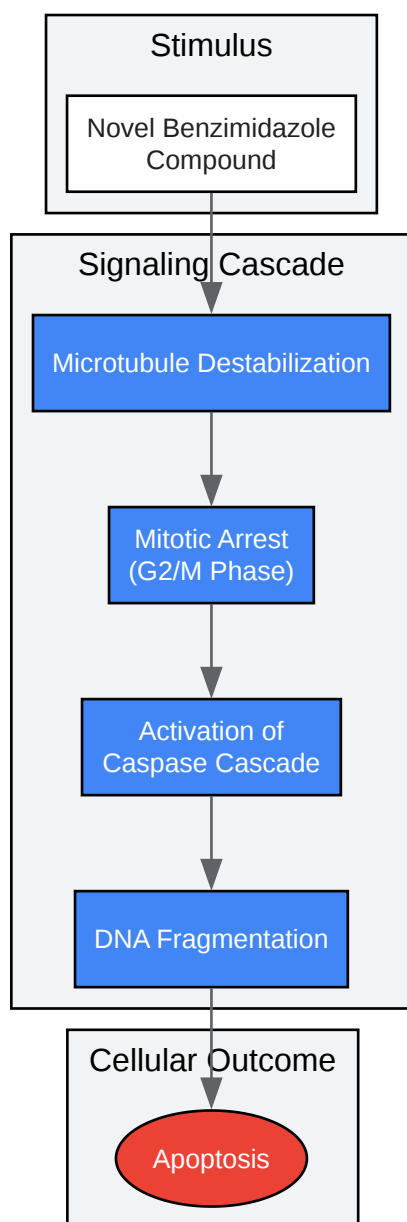 Stimulus
Novel Benzimidazole
Compound
Signaling Cascade
Microtubule Destabilization
Mitotic Arrest
(G2/M Phase)
Activation of
Caspase Cascade
DNA Fragmentation
Cellular Outcome
Apoptosis